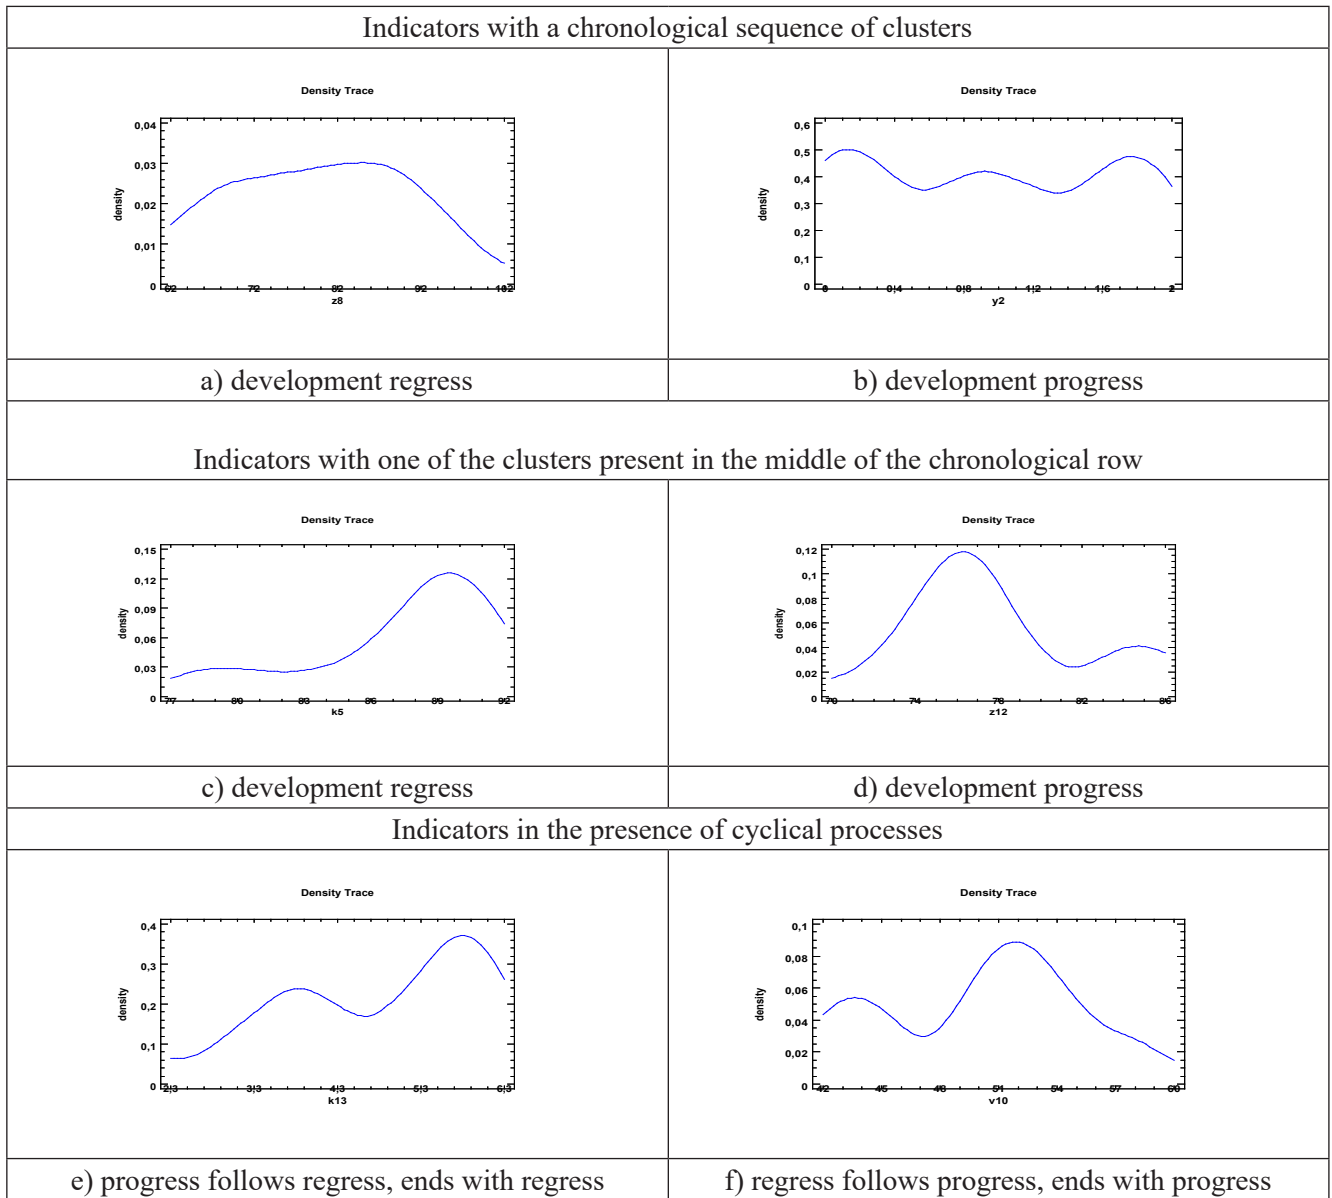 Indicators with a chronological sequence of clusters
Density Trace
0,04
0,03
0,02
0,01
0
density
62 72 82 92 102
z8
Density Trace
0,6
0,5
0,4
0,3
0,2
0,1
0
density
0 0,4 0,8 1,2 1,6 2
y2
a) development regress
b) development progress
Indicators with one of the clusters present in the middle of the chronological row
Density Trace
0,15
0,12
0,09
0,06
0,03
0
density
77 80 83 86 89 92
k5
Density Trace
0,12
0,1
0,08
0,06
0,04
0,02
0
density
70 74 78 82 86
z12
c) development regress
d) development progress
Indicators in the presence of cyclical processes
Density Trace
0,4
0,3
0,2
0,1
0
density
2,3 3,3 4,3 5,3 6,3
k13
Density Trace
0,1
0,08
0,06
0,04
0,02
0
density
42 45 48 51 54 57 60
v10
e) progress follows regress, ends with regress
f) regress follows progress, ends with progress